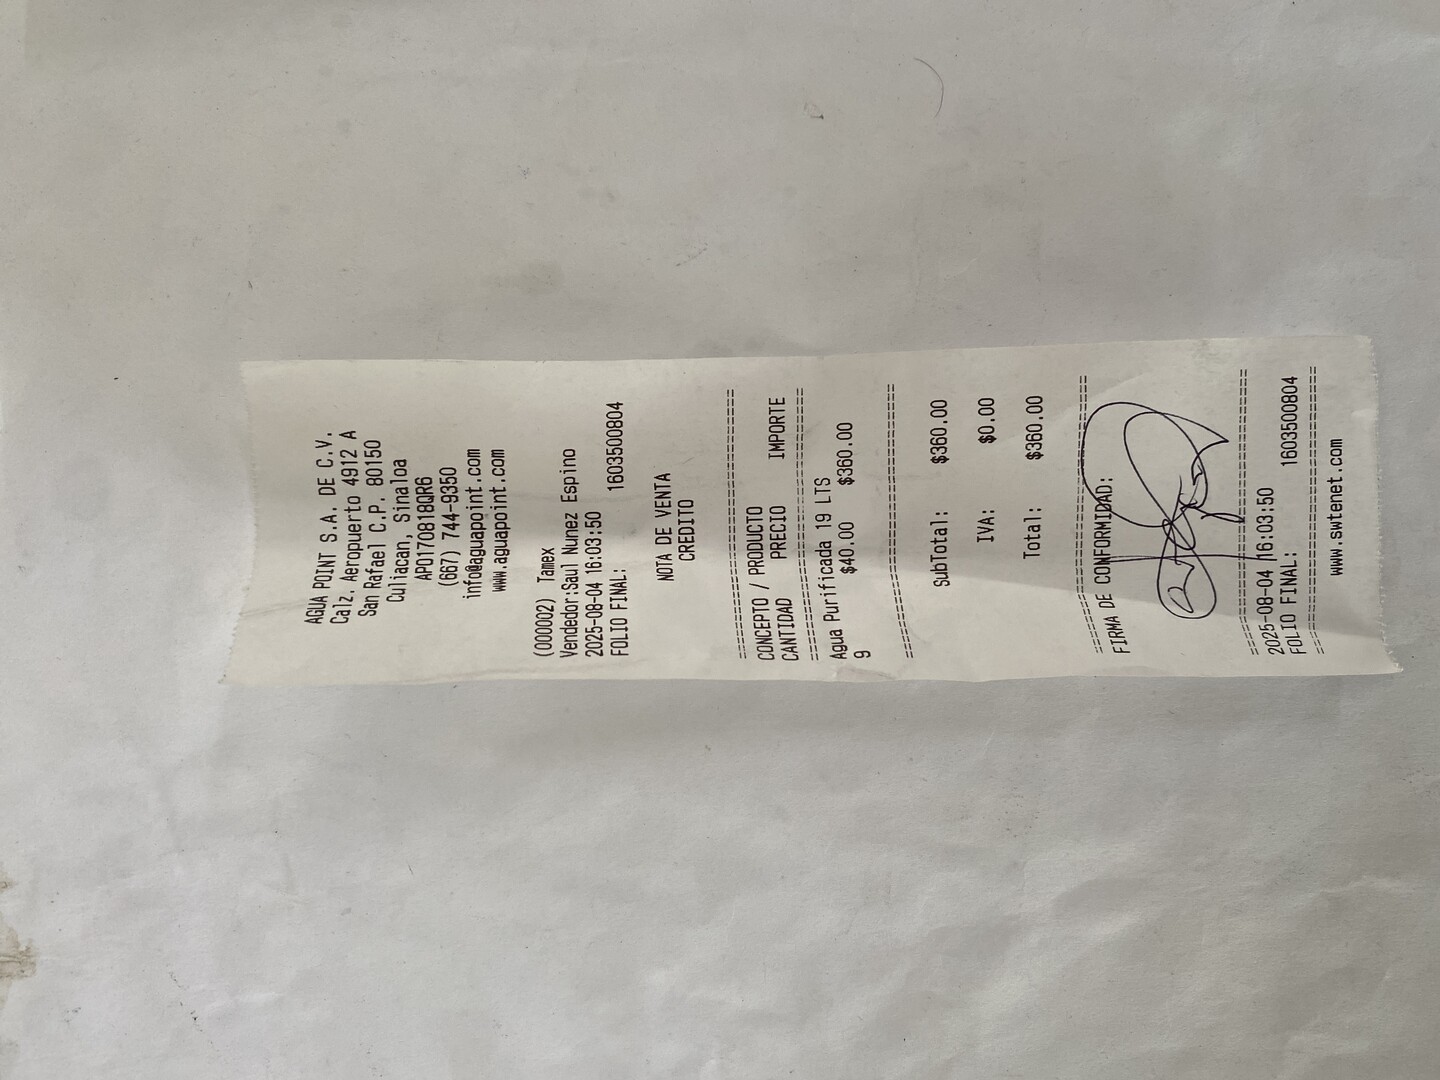 AGUA POINT S.A. DE C.V.
Calz. Aeropuerto 4912 A
San Rafael C.P. 80150
Culiacan, Sinaloa
APO170818QR6
(667) 744-9350
info@aguapoint.com
www.aguapoint.com
(000002) Tamex
Vendedor:Saul Nunez Espino
2025-08-04 16:03:50
FOLIO FINAL: 1603500804
NOTA DE VENTA
CREDITO
==============================
CONCEPTO / PRODUCTO
CANTIDAD PRECIO IMPORTE
==============================
Agua Purificada 19 LTS
9 $40.00 $360.00
==============================
SubTotal: $360.00
IVA: $0.00
Total: $360.00
==============================
FIRMA DE CONFORMIDAD:
==============================
2025-08-04 16:03:50
FOLIO FINAL: 1603500804
==============================
www.swtenet.com